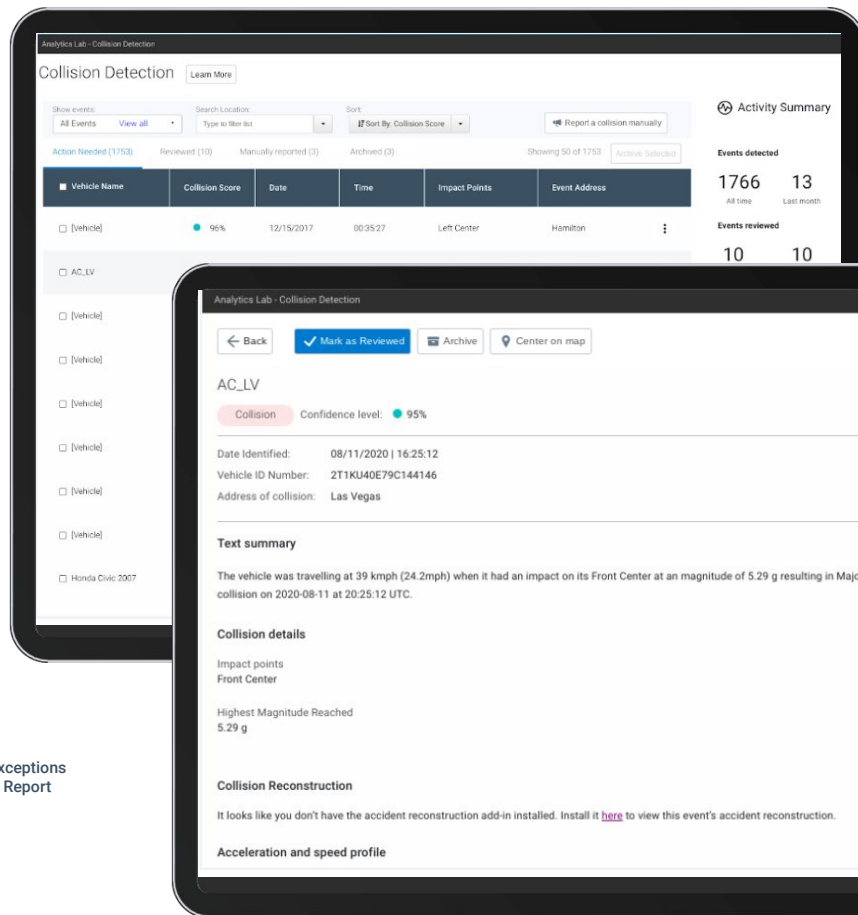 Analytics Lab - Collision Detection
Collision Detection Learn More
Show events: Search Location: Sort:
All Events View all Type to filter list Sort By: Collision Score Report a collision manually
Action Needed (1753) Reviewed (10) Manually reported (3) Archived (3) Showing 50 of 1753 Archive Selected
Vehicle Name Collision Score Date Time Impact Points Event Address
[Vehicle] 96% 12/15/2017 00:35:27 Left Center Hamilton
AC_LV
[Vehicle]
[Vehicle]
[Vehicle]
[Vehicle]
[Vehicle]
[Vehicle]
Honda Civic 2007
Activity Summary
Events detected
1766 13
All time Last month
Events reviewed
10 10
Analytics Lab - Collision Detection
Back Mark as Reviewed Archive Center on map
AC_LV
Collision Confidence level: 95%
Date Identified: 08/11/2020 | 16:25:12
Vehicle ID Number: 2T1KU40E79C144146
Address of collision: Las Vegas
Text summary
The vehicle was travelling at 39 kmph (24.2mph) when it had an impact on its Front Center at an magnitude of 5.29 g resulting in Majo
collision on 2020-08-11 at 20:25:12 UTC.
Collision details
Impact points
Front Center
Highest Magnitude Reached
5.29 g
Collision Reconstruction
It looks like you don't have the accident reconstruction add-in installed. Install it here to view this event's accident reconstruction.
Acceleration and speed profile
xceptions
Report